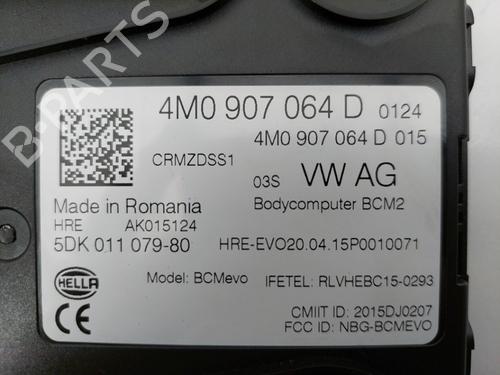 4M0 907 064 D 0124
4M0 907 064 D 015
CRMZDSS1
03S VW AG
Made in Romania
Bodycomputer BCM2
HRE AK015124
5DK 011 079-80
HRE-EVO20.04.15P0010071
HELLA
Model: BCMevo
IFETEL: RLVHEBC15-0293
CE
CMIIT ID: 2015DJ0207
FCC ID: NBG-BCMEVO
B-PARTS